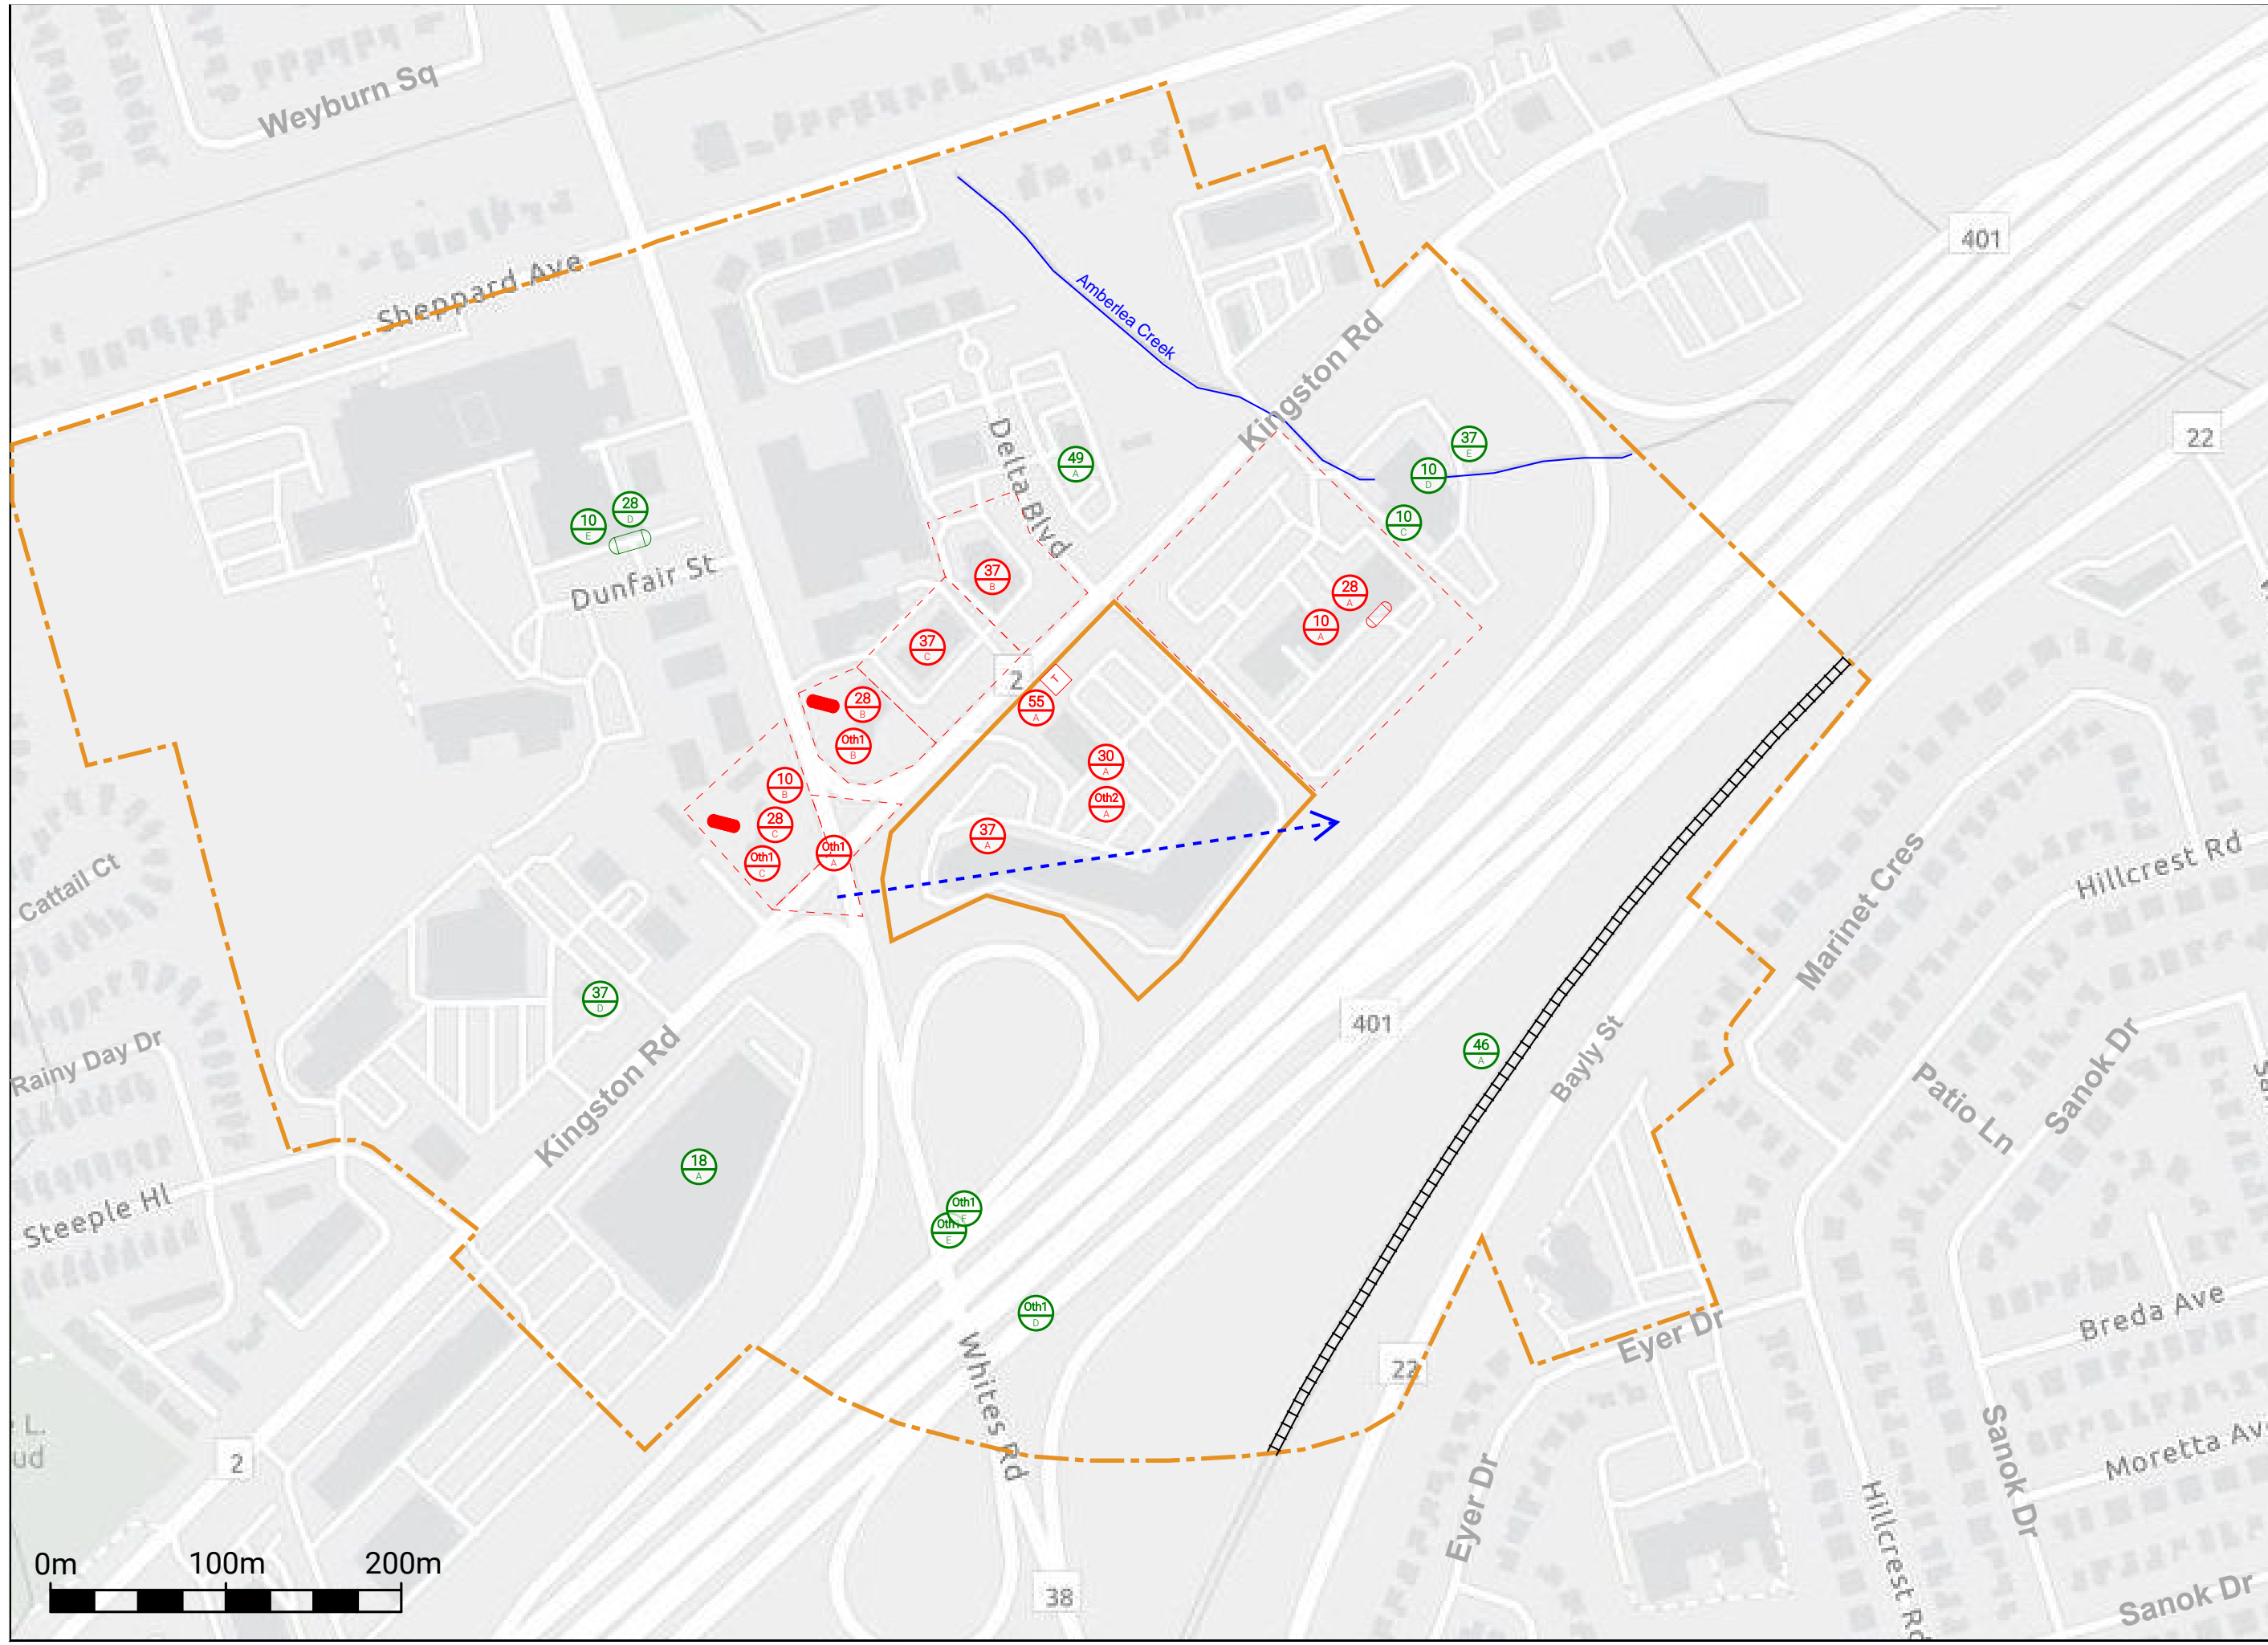 Weyburn Sq
401
Sheppard Ave
Amberlea Creek
Kingston Rd
22
Delta Blvd
37
E
49
A
10
D
28
D
10
E
10
C
Dunfair St
37
B
28
A
10
A
37
C
2
T
55
A
28
B
Oth1
B
30
A
10
B
Oth2
A
28
C
37
A
Oth1
A
Oth1
C
Cattail Ct
Marinet Cres
Hillcrest Rd
37
D
401
Rainy Day Dr
46
A
Bayly St
Kingston Rd
Patio Ln
Sanok Dr
18
A
Steeple Hl
Oth1
E
Oth1
E
Oth1
D
Breda Ave
Eyer Dr
22
Whites Rd
L.
ud
2
Sanok Dr
Moretta Av
Eyer Dr
Hillcrest Rd
0m
100m
200m
38
Sanok Dr